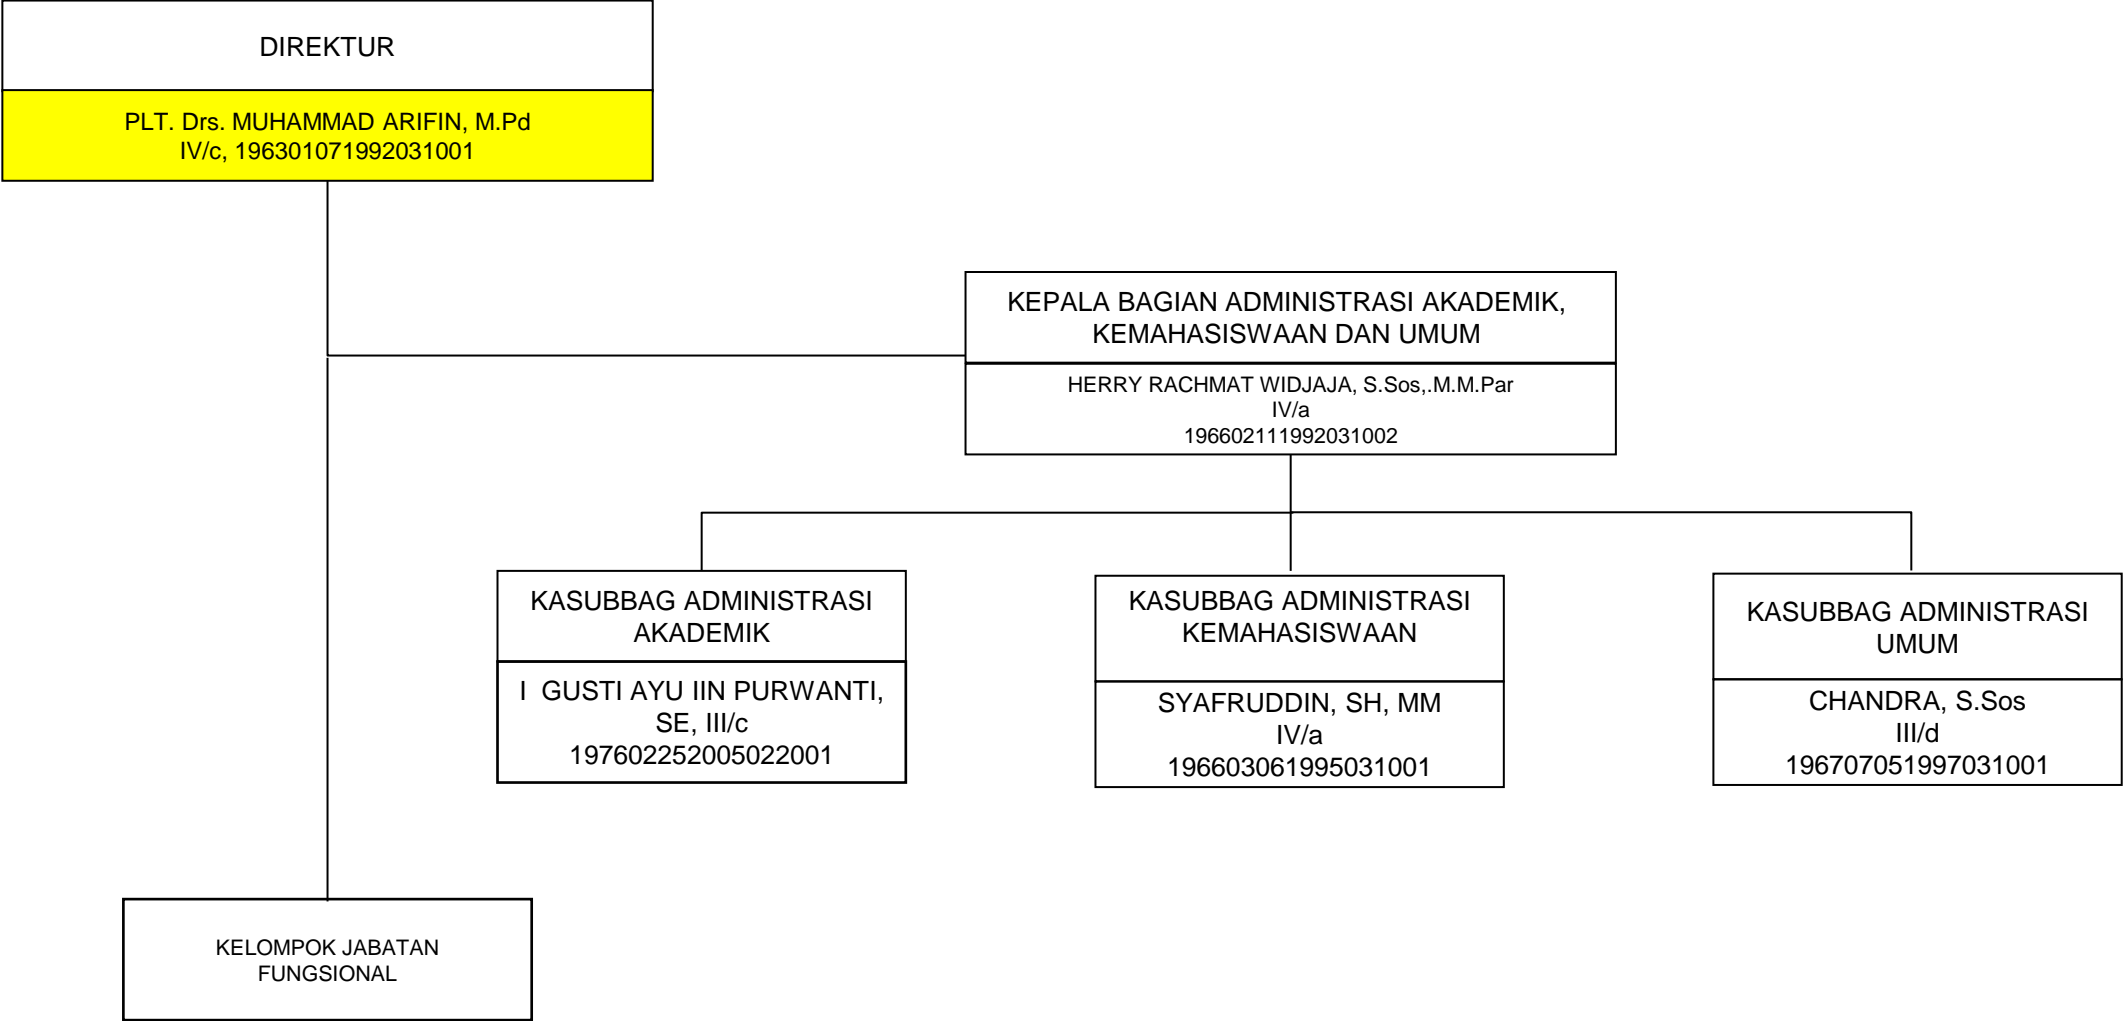 DIREKTUR
PLT. Drs. MUHAMMAD ARIFIN, M.Pd
IV/c, 196301071992031001
KEPALA BAGIAN ADMINISTRASI AKADEMIK,
KEMAHASISWAAN DAN UMUM
HERRY RACHMAT WIDJAJA, S.Sos,.M.M.Par
IV/a
196602111992031002
KASUBBAG ADMINISTRASI
AKADEMIK
I  GUSTI AYU IIN PURWANTI,
SE, III/c
197602252005022001
KASUBBAG ADMINISTRASI
KEMAHASISWAAN
SYAFRUDDIN, SH, MM
IV/a
196603061995031001
KASUBBAG ADMINISTRASI
UMUM
CHANDRA, S.Sos
III/d
196707051997031001
KELOMPOK JABATAN
FUNGSIONAL